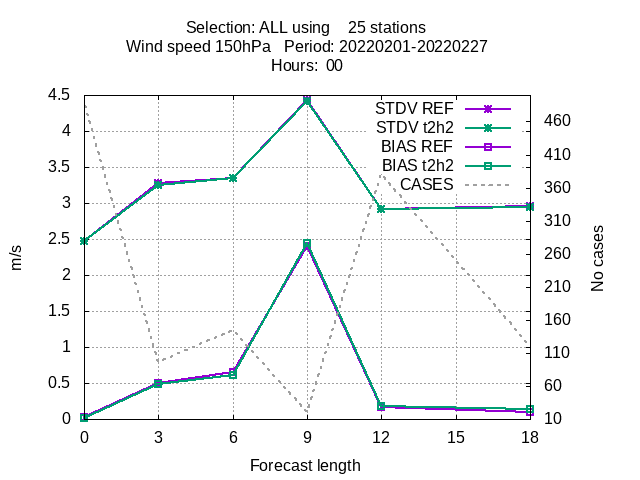 Selection: ALL using 25 stations
Wind speed 150hPa Period: 20220201-20220227
Hours: 00
STDV REF
STDV t2h2
BIAS REF
BIAS t2h2
CASES
4.5
4
3.5
3
2.5
2
1.5
1
0.5
0
m/s
460
410
360
310
260
210
160
110
60
10
No cases
0 3 6 9 12 15 18
Forecast length